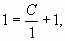 1 = C/1 + 1,